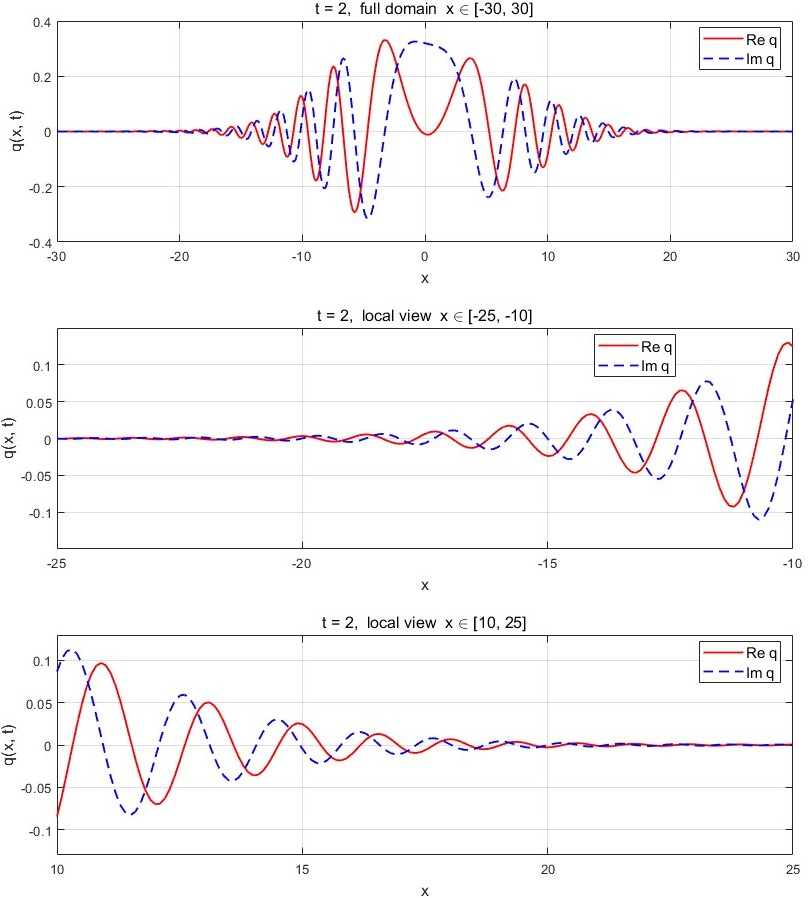 t = 2, full domain x ∈ [-30, 30]
q(x, t)
0.4
0.2
0
-0.2
-0.4
Re q
Im q
-30 -20 -10 0 10 20 30
x
t = 2, local view x ∈ [-25, -10]
q(x, t)
0.1
0.05
0
-0.05
-0.1
Re q
Im q
-25 -20 -15 -10
x
t = 2, local view x ∈ [10, 25]
q(x, t)
0.1
0.05
0
-0.05
-0.1
Re q
Im q
10 15 20 25
x